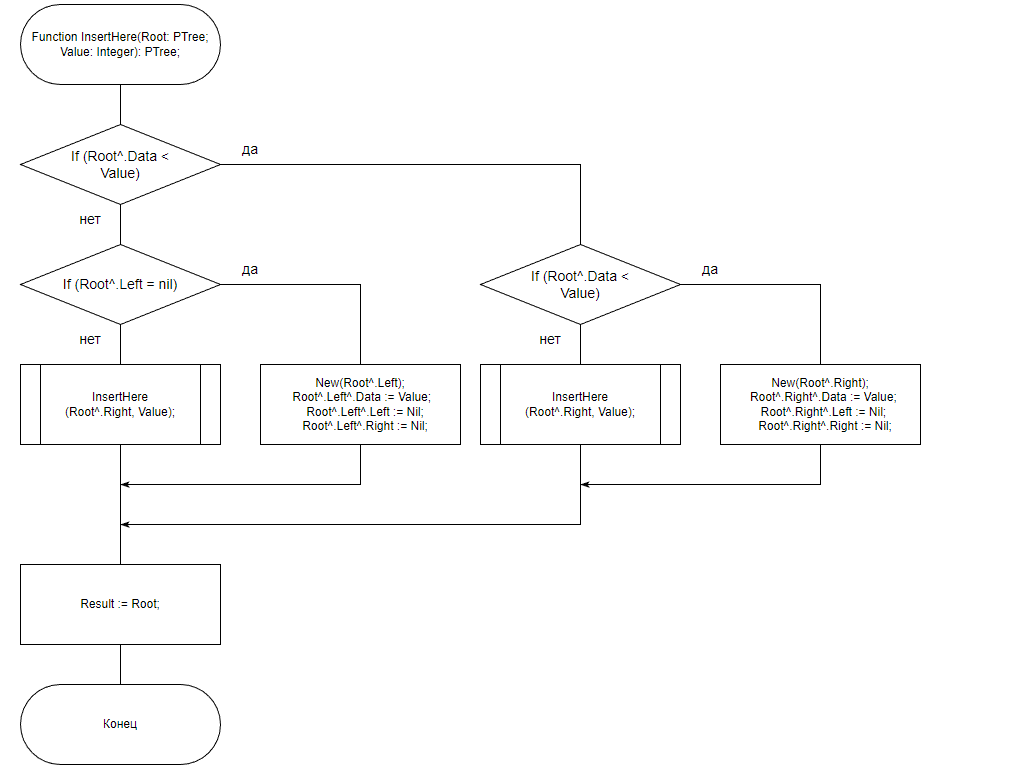 Function InsertHere(Root: PTree;
Value: Integer): PTree;
If (Root^.Data <
Value)
да
нет
If (Root^.Left = nil)
да
нет
If (Root^.Data <
Value)
да
нет
InsertHere
(Root^.Right, Value);
New(Root^.Left);
Root^.Left^.Data := Value;
Root^.Left^.Left := Nil;
Root^.Left^.Right := Nil;
InsertHere
(Root^.Right, Value);
New(Root^.Right);
Root^.Right^.Data := Value;
Root^.Right^.Left := Nil;
Root^.Right^.Right := Nil;
Result := Root;
Конец